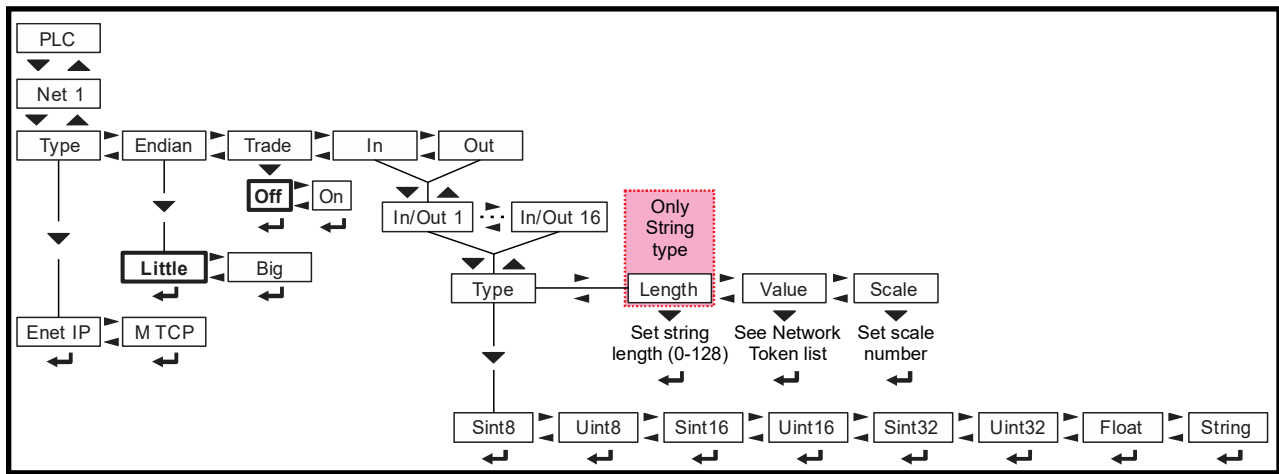 PLC
Net 1
Type Endian Trade In Out
Off On
In/Out 1 In/Out 16
Only
String
type
Little Big
Type Length Value Scale
Enet IP M TCP
Set string
length (0-128)
See Network
Token list
Set scale
number
Sint8 Uint8 Sint16 Uint16 Sint32 Uint32 Float String